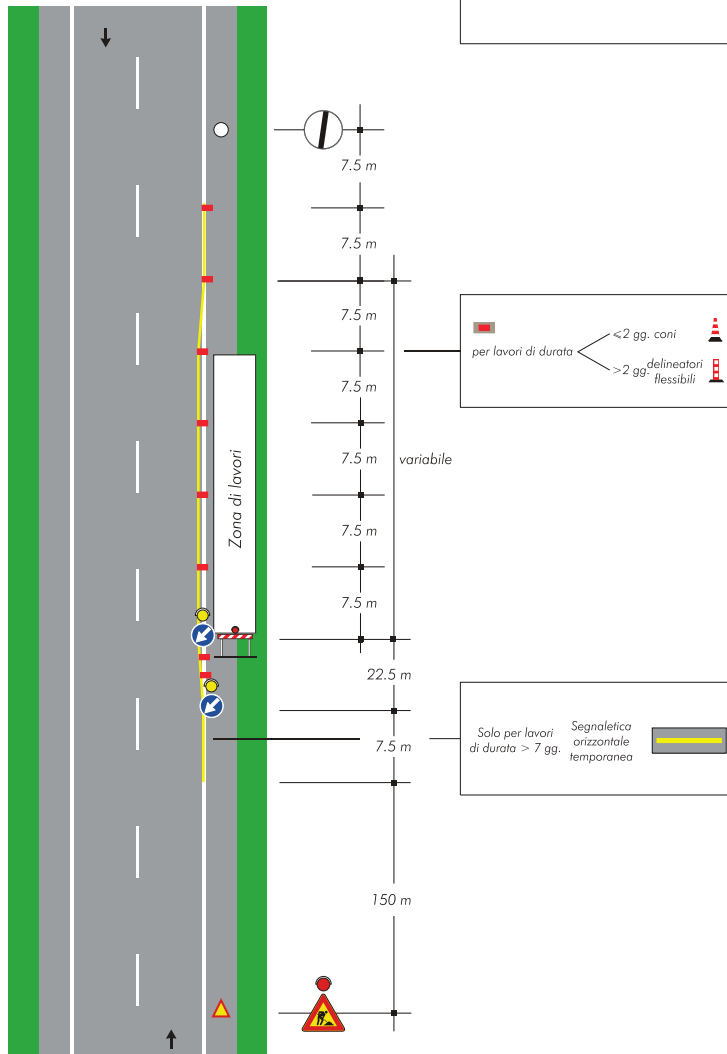 7.5 m
7.5 m
7.5 m
per lavori di durata
≤2 gg. coni
>2 gg. delineatori
flessibili
7.5 m
7.5 m
variabile
Zona di lavori
7.5 m
7.5 m
22.5 m
Solo per lavori
di durata > 7 gg.
Segnaletica
orizzontale
temporanea
7.5 m
150 m